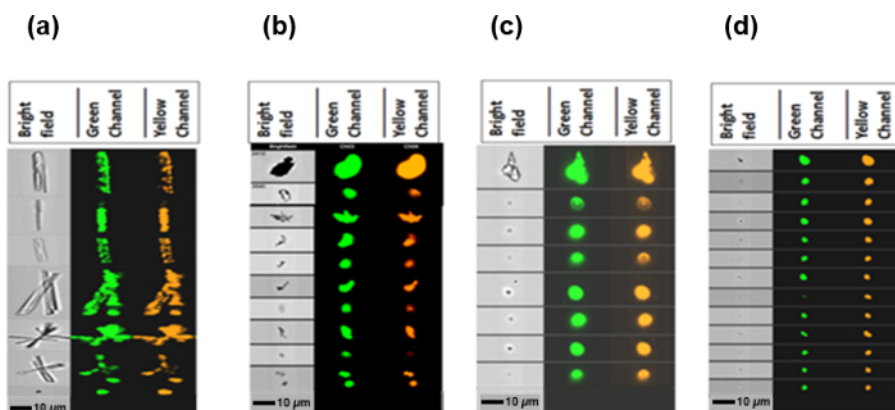 (a)
(b)
(c)
(d)
Bright
field
Green
Channel
Yellow
Channel
Bright
field
Green
Channel
Yellow
Channel
Bright
field
Green
Channel
Yellow
Channel
Bright
field
Green
Channel
Yellow
Channel
10 µm
10 µm
10 µm
10 µm